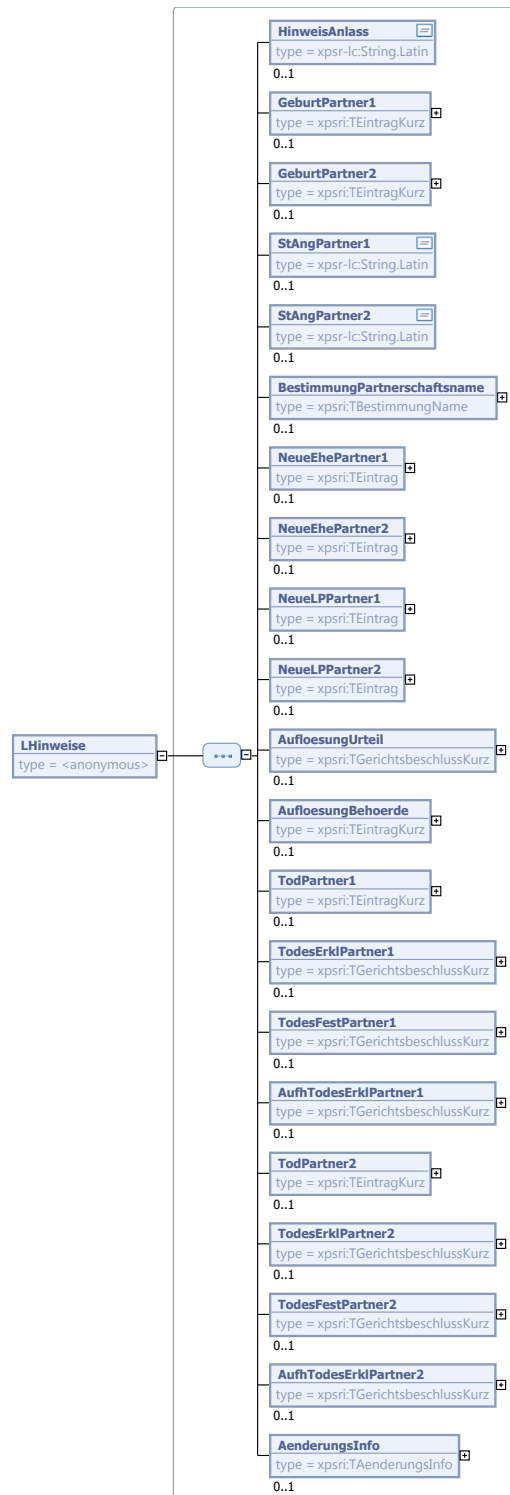 HinweisAnlass
type = xpsr-lc:String.Latin
0..1
GeburtPartner1
type = xpsri:TEintragKurz
0..1
GeburtPartner2
type = xpsri:TEintragKurz
0..1
StAngPartner1
type = xpsr-lc:String.Latin
0..1
StAngPartner2
type = xpsr-lc:String.Latin
0..1
BestimmungPartnerschaftsname
type = xpsri:TBestimmungName
0..1
NeueEhePartner1
type = xpsri:TEintrag
0..1
NeueEhePartner2
type = xpsri:TEintrag
0..1
NeueLPPartner1
type = xpsri:TEintrag
0..1
NeueLPPartner2
type = xpsri:TEintrag
0..1
LHinweise
type = <anonymous>
AufloesungUrteil
type = xpsri:TGerichtsbeschlussKurz
0..1
AufloesungBehoerde
type = xpsri:TEintragKurz
0..1
TodPartner1
type = xpsri:TEintragKurz
0..1
TodesErklPartner1
type = xpsri:TGerichtsbeschlussKurz
0..1
TodesFestPartner1
type = xpsri:TGerichtsbeschlussKurz
0..1
AufhTodesErklPartner1
type = xpsri:TGerichtsbeschlussKurz
0..1
TodPartner2
type = xpsri:TEintragKurz
0..1
TodesErklPartner2
type = xpsri:TGerichtsbeschlussKurz
0..1
TodesFestPartner2
type = xpsri:TGerichtsbeschlussKurz
0..1
AufhTodesErklPartner2
type = xpsri:TGerichtsbeschlussKurz
0..1
AenderungsInfo
type = xpsri:TAenderungsInfo
0..1